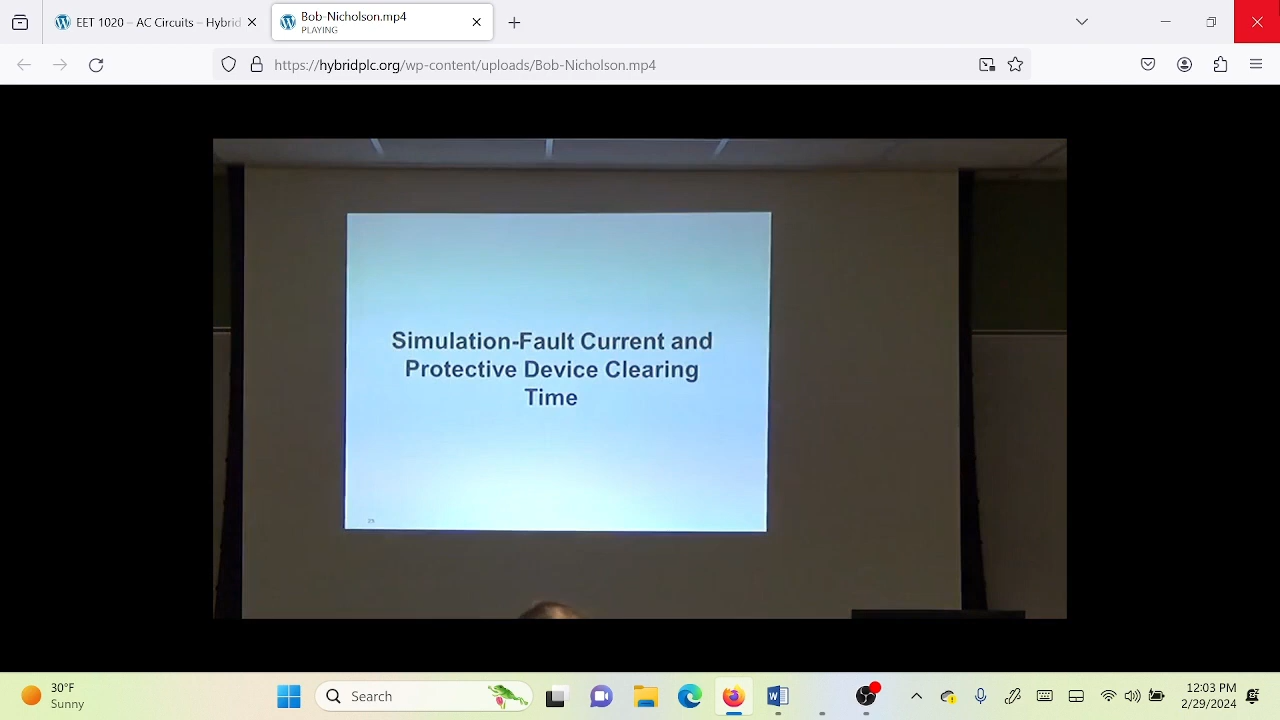 EET 1020 – AC Circuits – Hybrid
Bob-Nicholson.mp4
PLAYING
https://hybridplc.org/wp-content/uploads/Bob-Nicholson.mp4
Simulation-Fault Current and
Protective Device Clearing
Time
30°F
Sunny
Search
12:03 PM
2/29/2024